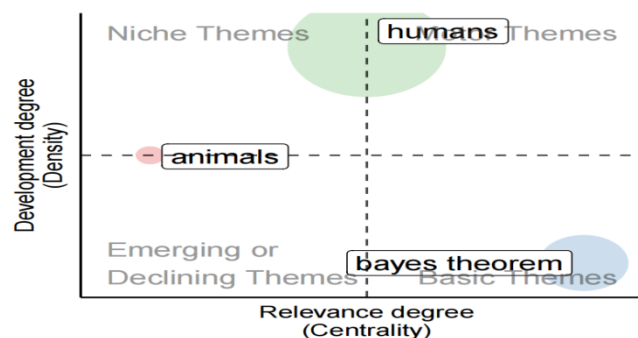 Niche Themes
humans
Motor Themes
Development degree
(Density)
animals
Emerging or
Declining Themes
bayes theorem
Basic Themes
Relevance degree
(Centrality)